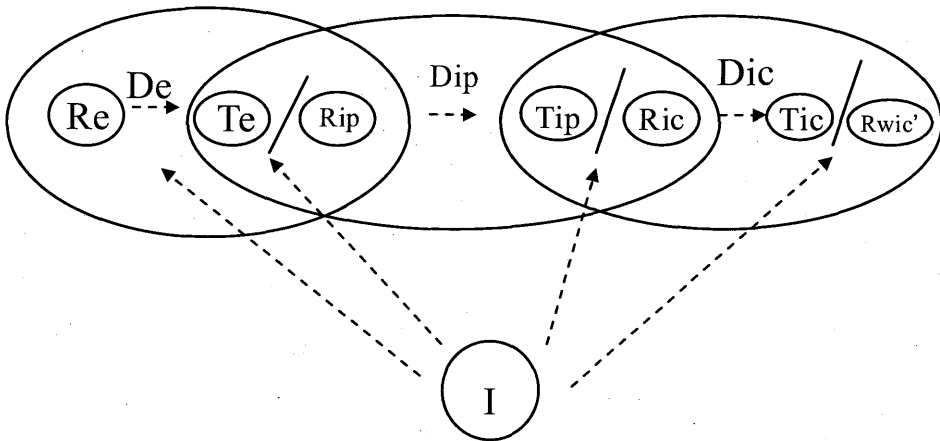 De Dip Dic
Re Te / Rip Tip / Ric Tic / Rwic'
I